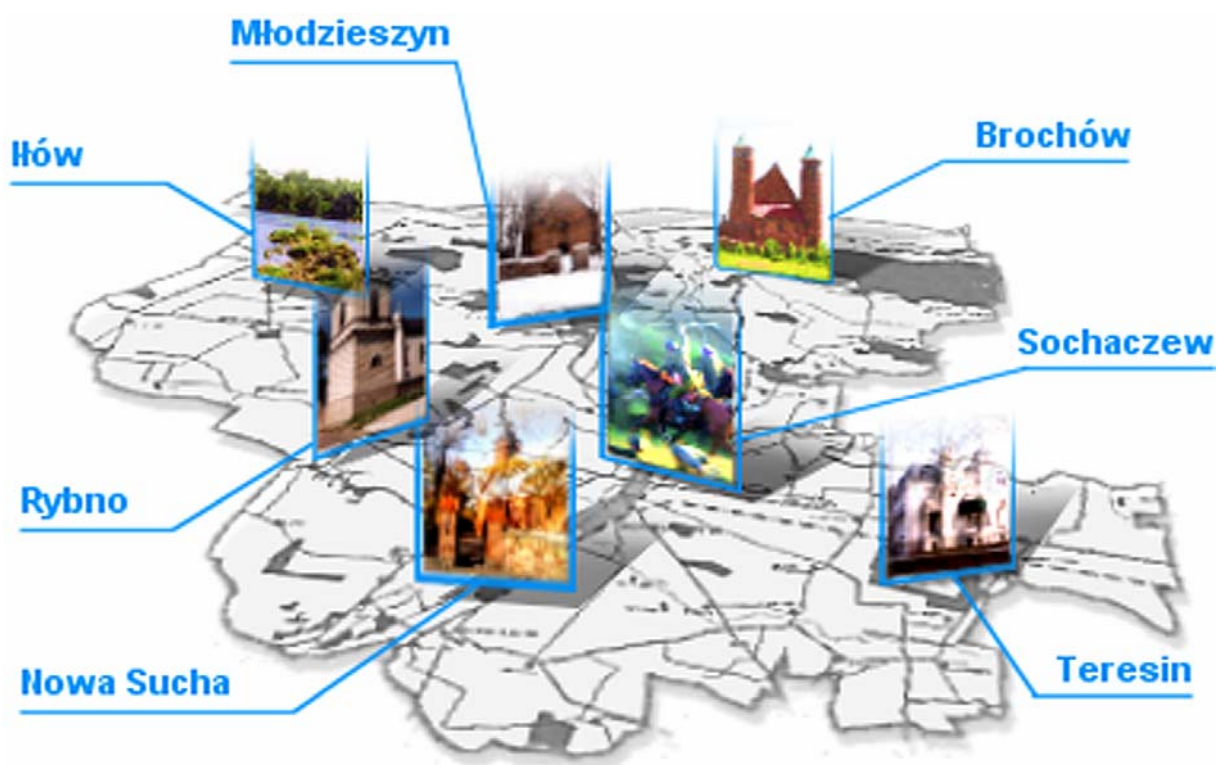 Młodzieszyn
Iłów
Brochów
Sochaczew
Rybno
Nowa Sucha
Teresin